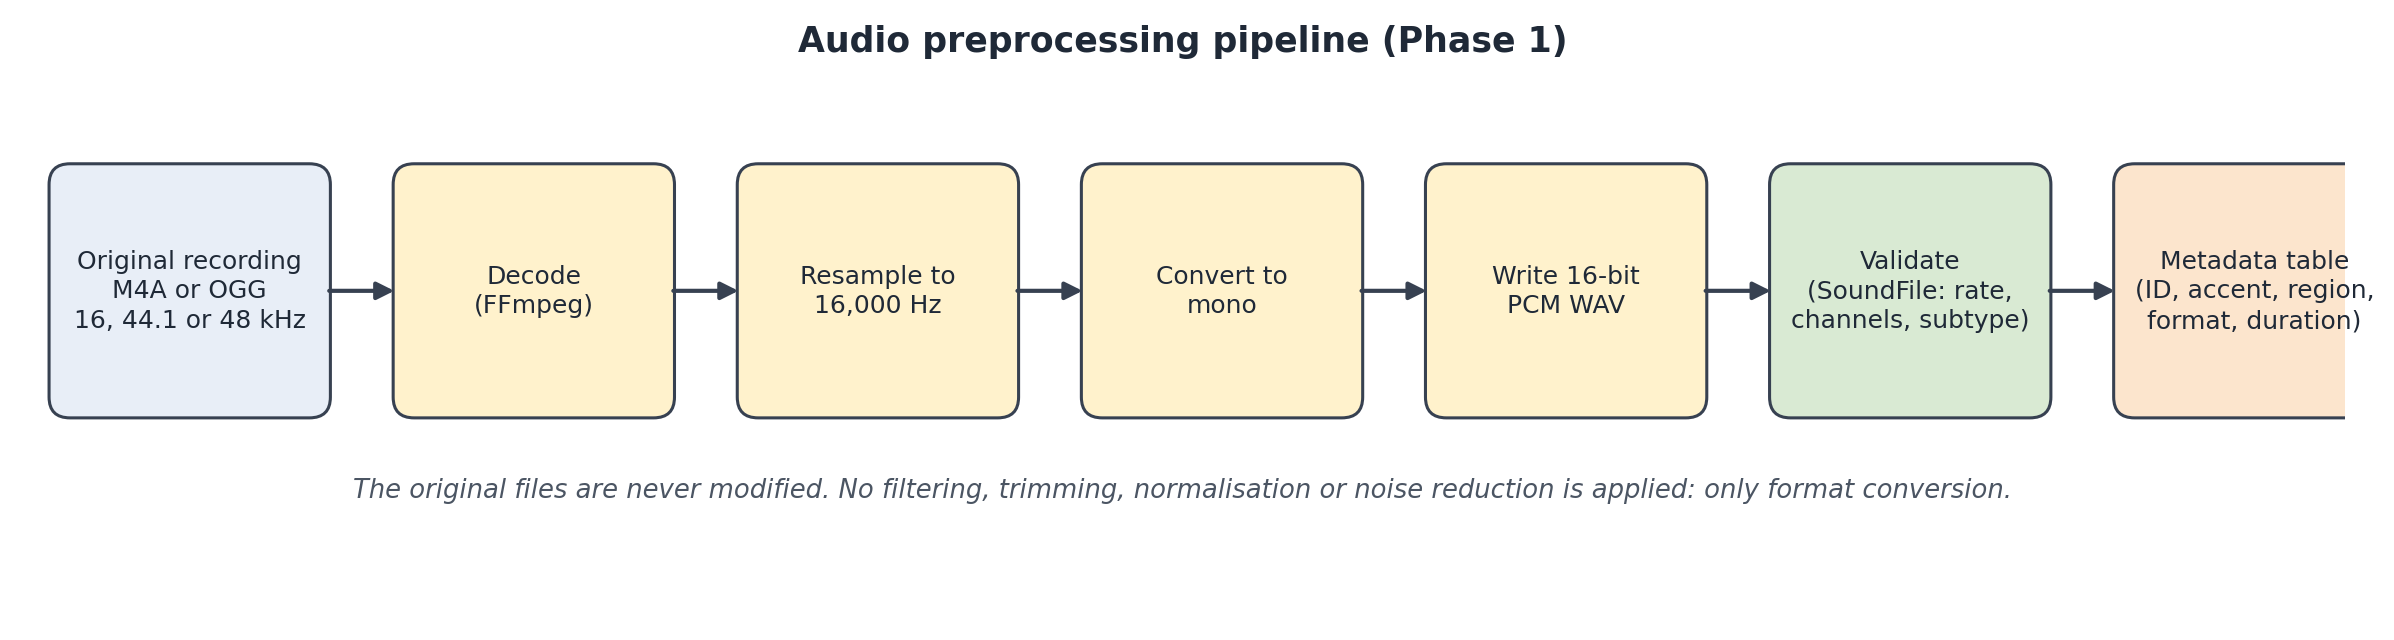 Audio preprocessing pipeline (Phase 1)
Original recording
M4A or OGG
16, 44.1 or 48 kHz
Decode
(FFmpeg)
Resample to
16,000 Hz
Convert to
mono
Write 16-bit
PCM WAV
Validate
(SoundFile: rate,
channels, subtype)
Metadata table
(ID, accent, region,
format, duration)
The original files are never modified. No filtering, trimming, normalisation or noise reduction is applied: only format conversion.